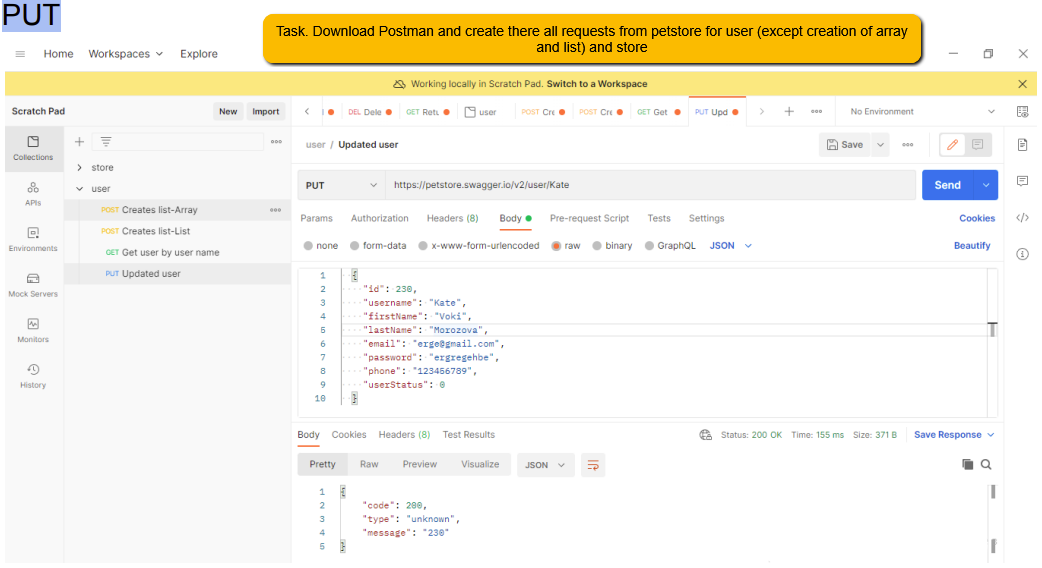 PUT
Task. Download Postman and create there all requests from petstore for user (except creation of array
and list) and store
Home Workspaces Explore
Working locally in Scratch Pad. Switch to a Workspace
Scratch Pad New Import
DEL Dele GET Retu user POST Cre POST Cre GET Get PUT Upd No Environment
Collections
APIs
Environments
Mock Servers
Monitors
History
store
user
POST Creates list-Array
POST Creates list-List
GET Get user by user name
PUT Updated user
user / Updated user Save
PUT https://petstore.swagger.io/v2/user/Kate Send
Params Authorization Headers (8) Body Pre-request Script Tests Settings Cookies
none form-data x-www-form-urlencoded raw binary GraphQL JSON Beautify
1 {
2 "id": 230,
3 "username": "Kate",
4 "firstName": "Voki",
5 "lastName": "Morozova",
6 "email": "erge@gmail.com",
7 "password": "ergregehbe",
8 "phone": "123456789",
9 "userStatus": 0
10 }
Body Cookies Headers (8) Test Results Status: 200 OK Time: 155 ms Size: 371 B Save Response
Pretty Raw Preview Visualize JSON
1 {
2 "code": 200,
3 "type": "unknown",
4 "message": "230"
5 }